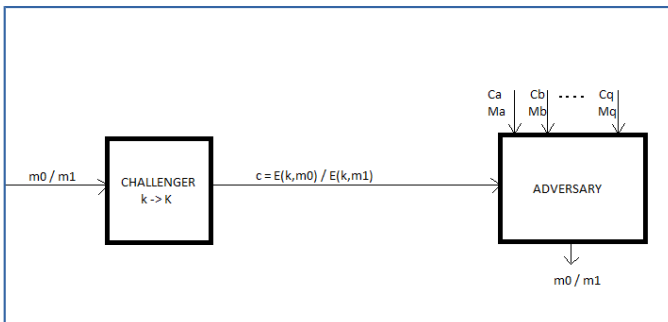 Ca Cb .... Cq
Ma Mb Mq
m0 / m1
CHALLENGER
k -> K
c = E(k,m0) / E(k,m1)
ADVERSARY
m0 / m1